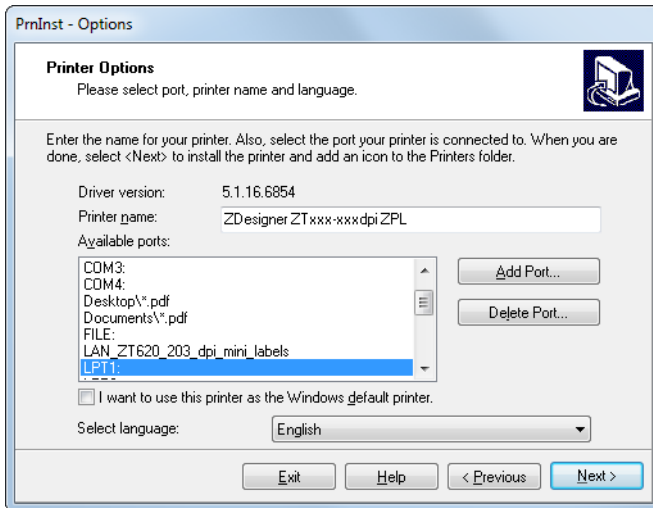 PrnInst - Options
Printer Options
Please select port, printer name and language.
Enter the name for your printer. Also, select the port your printer is connected to. When you are
done, select <Next> to install the printer and add an icon to the Printers folder.
Driver version: 5.1.16.6854
Printer name: ZDesigner ZTxxx-xxxdpi ZPL
Available ports:
COM3:
COM4:
Desktop\*.pdf
Documents\*.pdf
FILE:
LAN_ZT620_203_dpi_mini_labels
LPT1:
Add Port...
Delete Port...
I want to use this printer as the Windows default printer.
Select language: English
Exit Help < Previous Next >